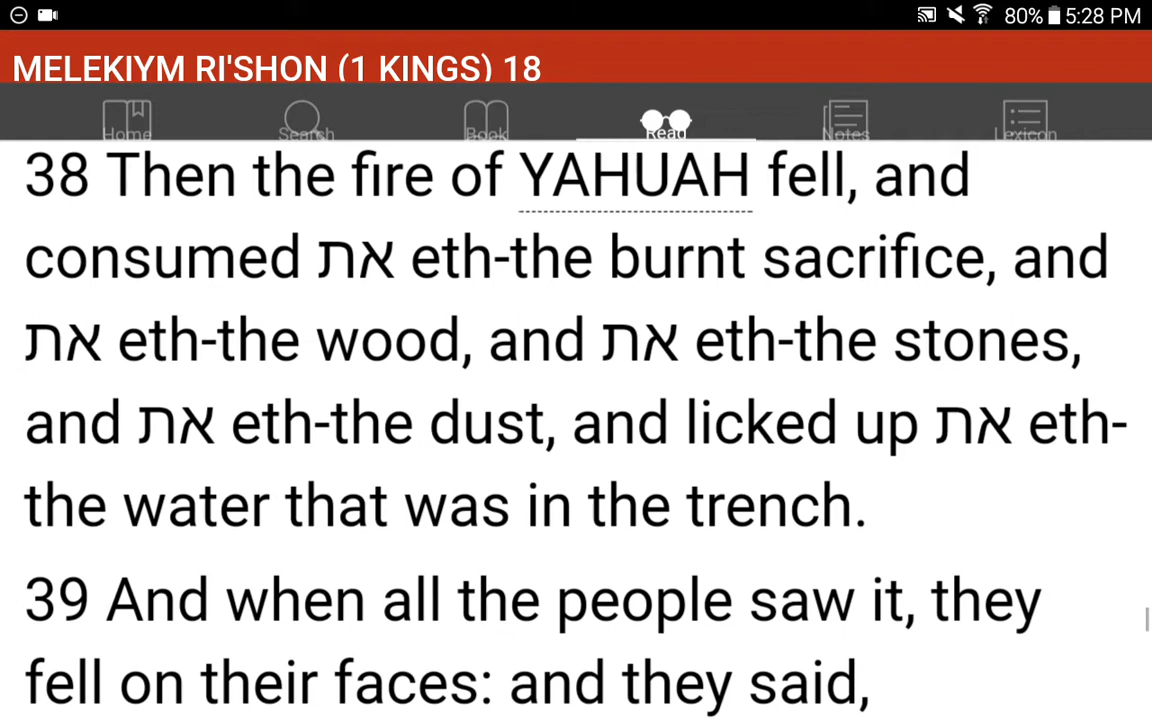 80% 5:28 PM
MELEKIYM RI'SHON (1 KINGS) 18
Home Search Book Read Notes Lexicon
38 Then the fire of YAHUAH fell, and
consumed את eth-the burnt sacrifice, and
את eth-the wood, and את eth-the stones,
and את eth-the dust, and licked up את eth-
the water that was in the trench.
39 And when all the people saw it, they
fell on their faces: and they said,